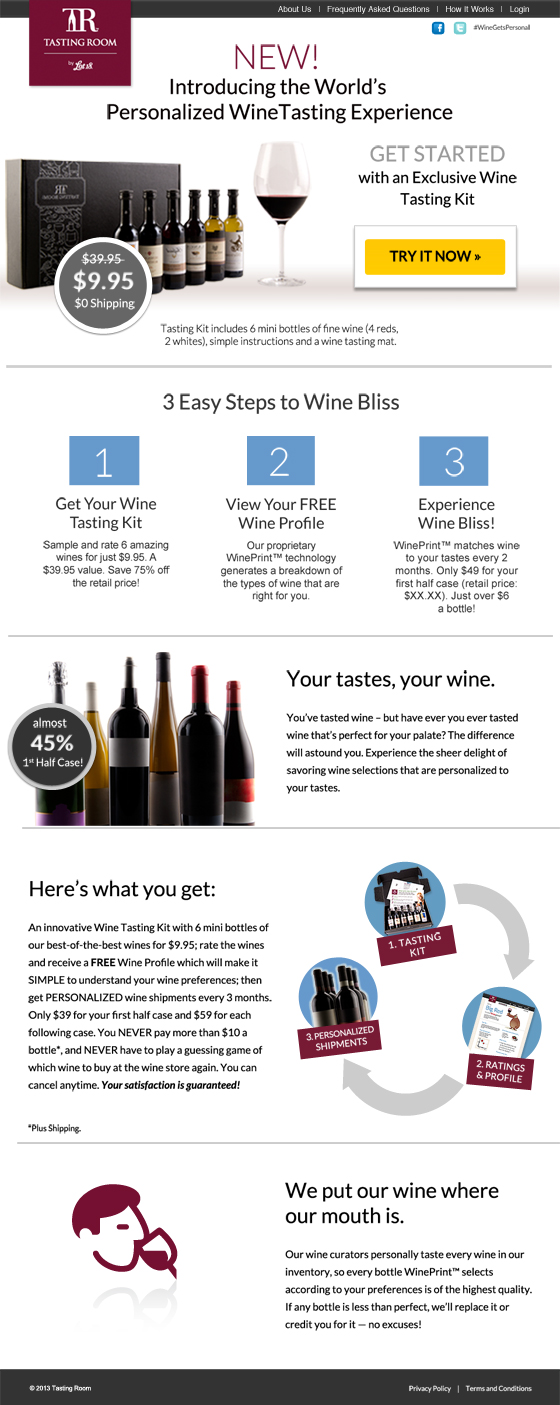 About Us | Frequently Asked Questions | How It Works | Login
TR
TASTING ROOM
by Lot18
#WineGetsPersonal
NEW!
Introducing the World's
Personalized WineTasting Experience
GET STARTED
with an Exclusive Wine
Tasting Kit
TRY IT NOW »
$39.95
$9.95
$0 Shipping
Tasting Kit includes 6 mini bottles of fine wine (4 reds,
2 whites), simple instructions and a wine tasting mat.
3 Easy Steps to Wine Bliss
1
Get Your Wine
Tasting Kit
Sample and rate 6 amazing
wines for just $9.95. A
$39.95 value. Save 75% off
the retail price!
2
View Your FREE
Wine Profile
Our proprietary
WinePrint™ technology
generates a breakdown of
the types of wine that are
right for you.
3
Experience
Wine Bliss!
WinePrint™ matches wine
to your tastes every 2
months. Only $49 for your
first half case (retail price:
$XX.XX). Just over $6
a bottle!
almost
45%
1st Half Case!
Your tastes, your wine.
You've tasted wine – but have ever you ever tasted
wine that's perfect for your palate? The difference
will astound you. Experience the sheer delight of
savoring wine selections that are personalized to
your tastes.
Here's what you get:
An innovative Wine Tasting Kit with 6 mini bottles of
our best-of-the-best wines for $9.95; rate the wines
and receive a FREE Wine Profile which will make it
SIMPLE to understand your wine preferences; then
get PERSONALIZED wine shipments every 3 months.
Only $39 for your first half case and $59 for each
following case. You NEVER pay more than $10 a
bottle*, and NEVER have to play a guessing game of
which wine to buy at the wine store again. You can
cancel anytime. Your satisfaction is guaranteed!
*Plus Shipping.
1. TASTING
KIT
2. RATINGS
& PROFILE
3. PERSONALIZED
SHIPMENTS
We put our wine where
our mouth is.
Our wine curators personally taste every wine in our
inventory, so every bottle WinePrint™ selects
according to your preferences is of the highest quality.
If any bottle is less than perfect, we'll replace it or
credit you for it — no excuses!
© 2013 Tasting Room
Privacy Policy | Terms and Conditions